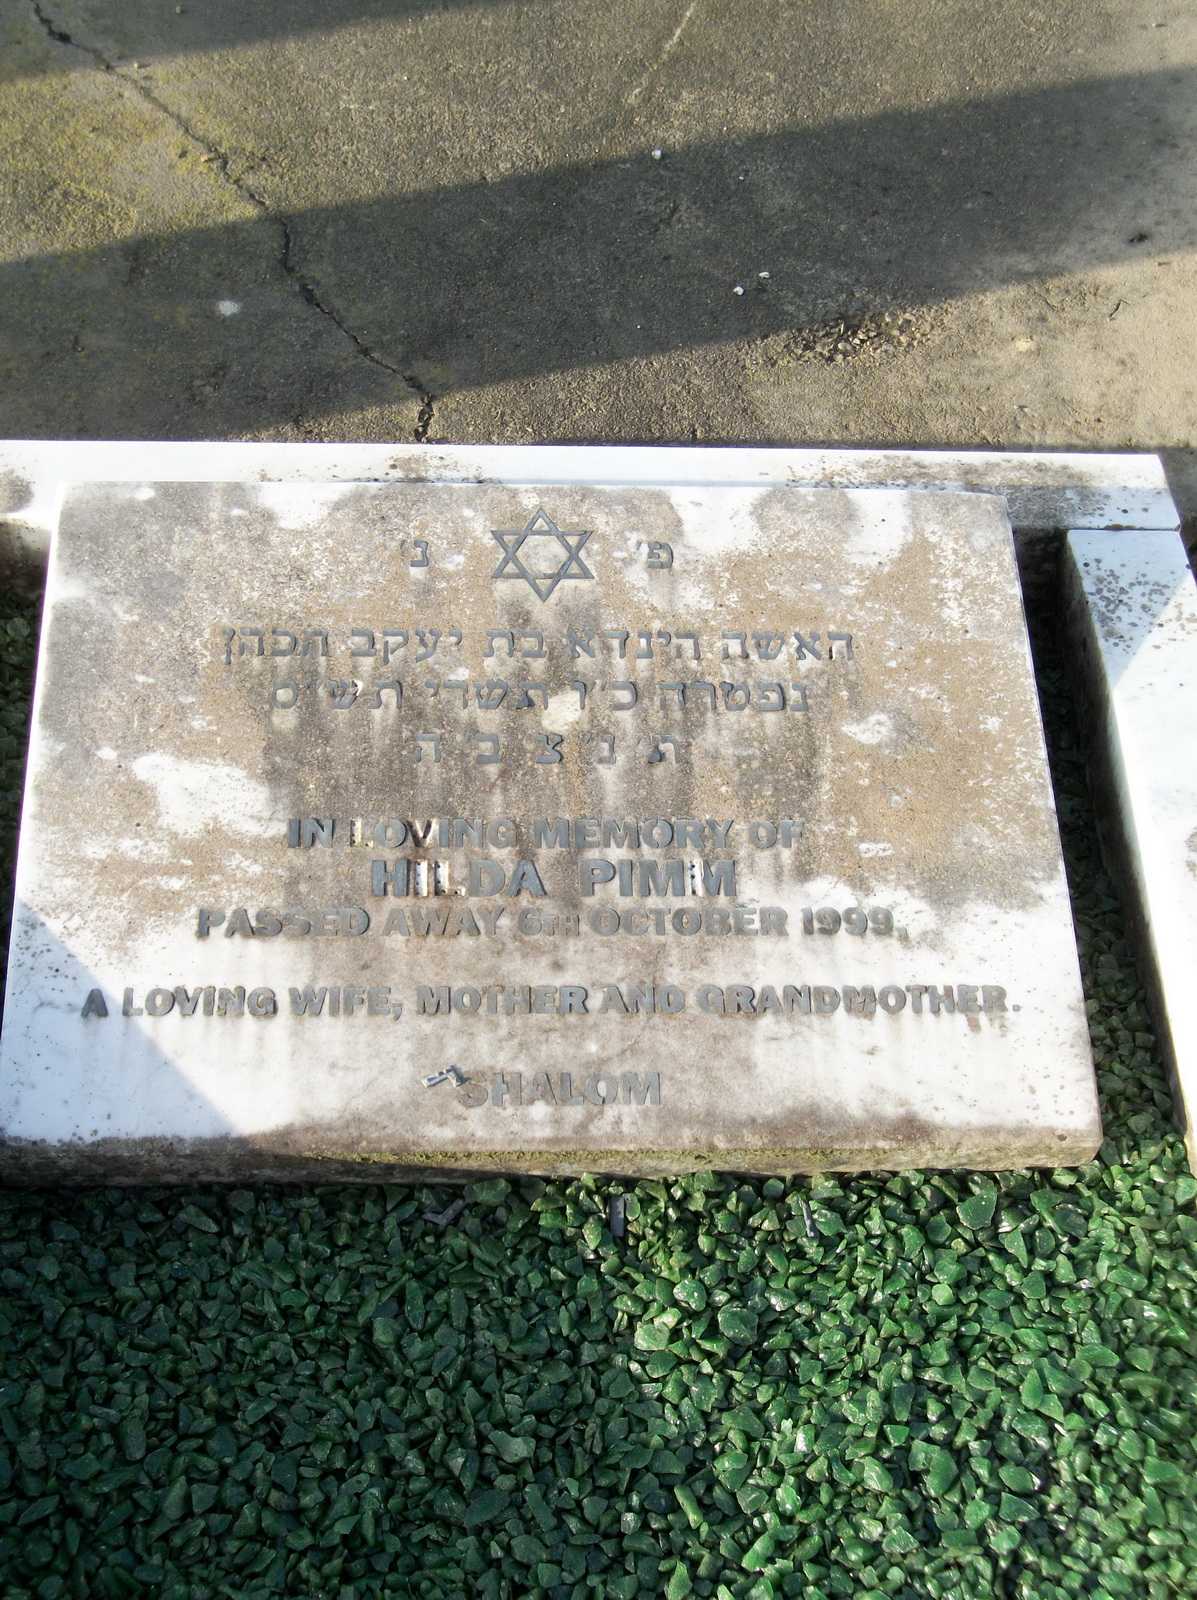 פ' נ'
האשה הינדא בת יעקב הכהן
נפטרה כ"ו תשרי תש"ס
ת' נ' צ' ב' ה'
IN LOVING MEMORY OF
HILDA PIMM
PASSED AWAY 6TH OCTOBER 1999.
A LOVING WIFE, MOTHER AND GRANDMOTHER.
SHALOM